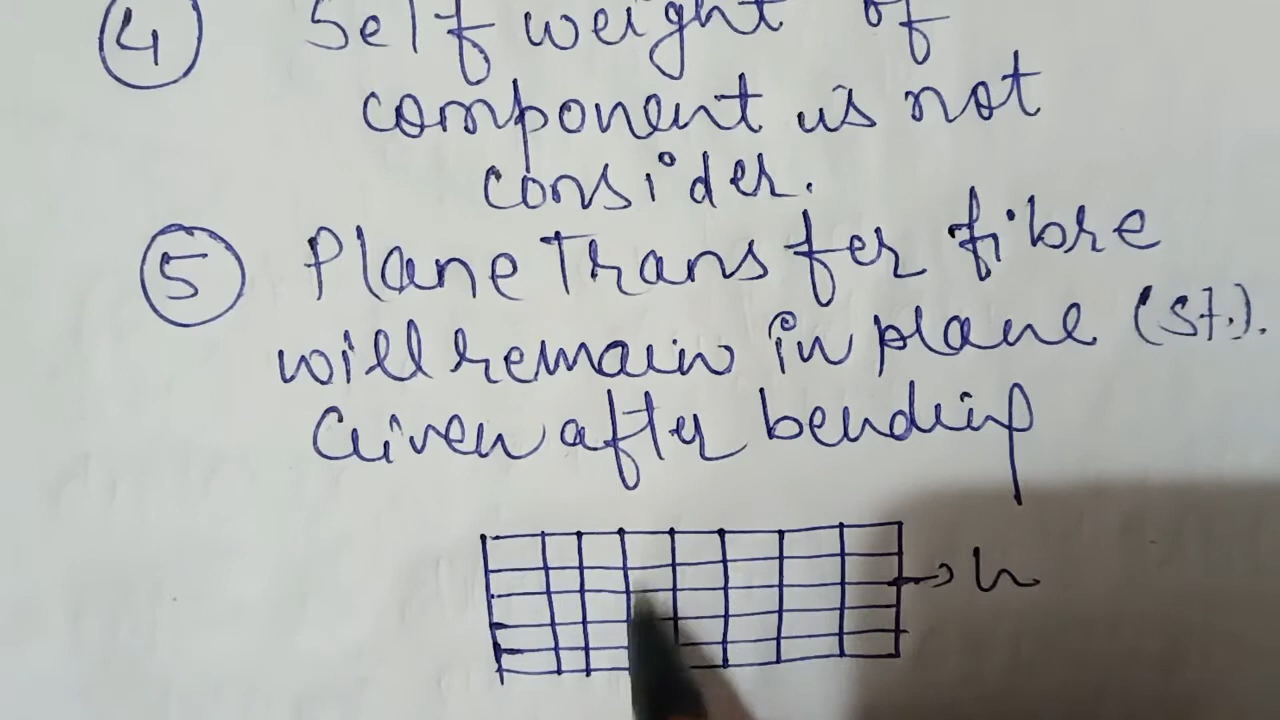 4 Self weight of
component is not
consider.
5 Plane Transfer fibre
will remain in plane (st.).
Given after bending
h